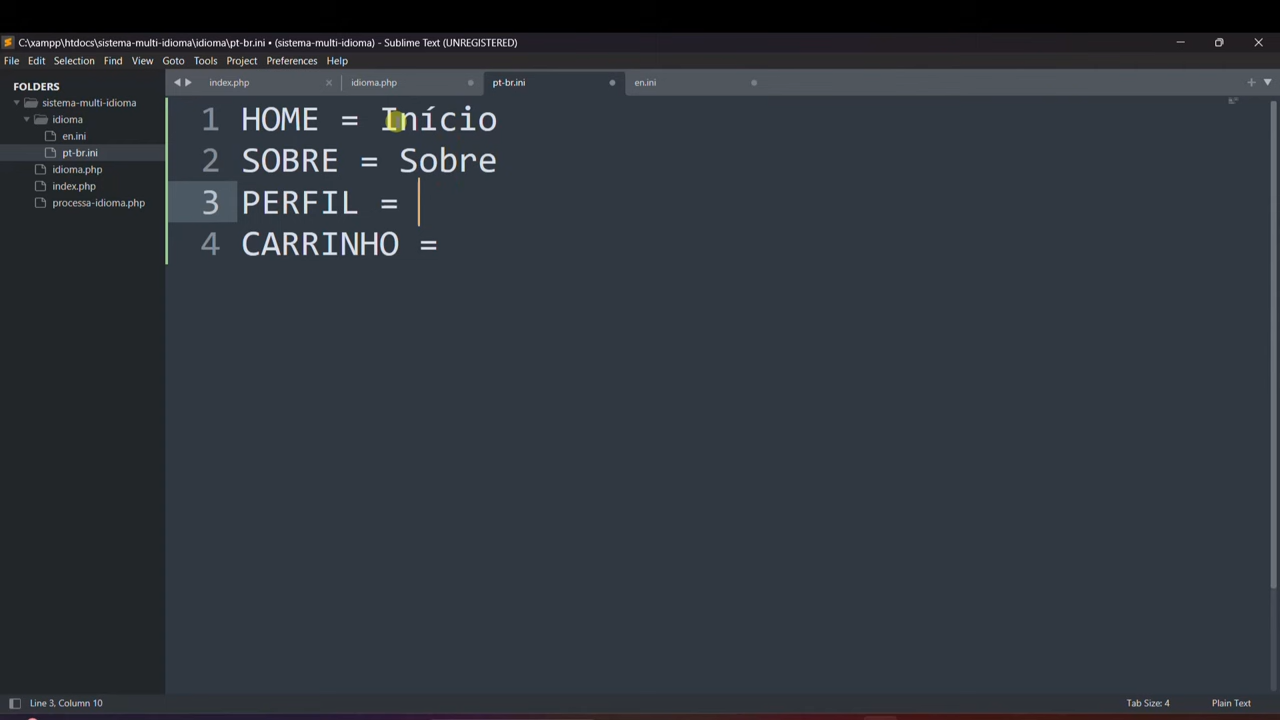 C:\xampp\htdocs\sistema-multi-idioma\idioma\pt-br.ini • (sistema-multi-idioma) - Sublime Text (UNREGISTERED)
File Edit Selection Find View Goto Tools Project Preferences Help
FOLDERS
sistema-multi-idioma
idioma
en.ini
pt-br.ini
idioma.php
index.php
processa-idioma.php
index.php idioma.php pt-br.ini en.ini
1 HOME = Início
2 SOBRE = Sobre
3 PERFIL =
4 CARRINHO =
Line 3, Column 10 Tab Size: 4 Plain Text